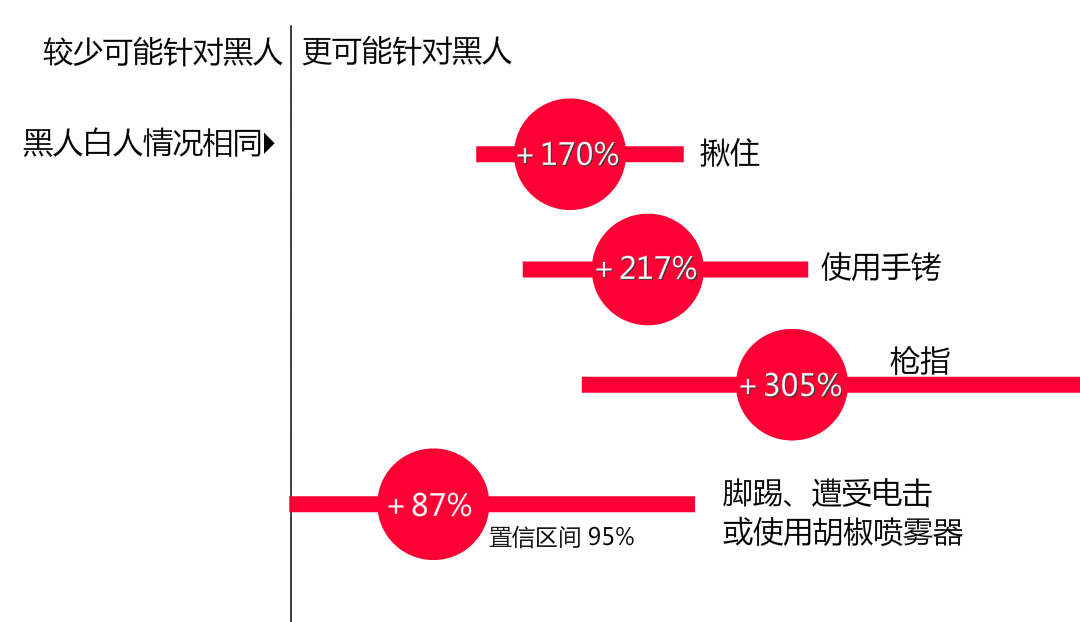 较少可能针对黑人
更可能针对黑人
黑人白人情况相同
+ 170%
揪住
+ 217%
使用手铐
枪指
+ 305%
+ 87%
脚踢、遭受电击
或使用胡椒喷雾器
置信区间 95%